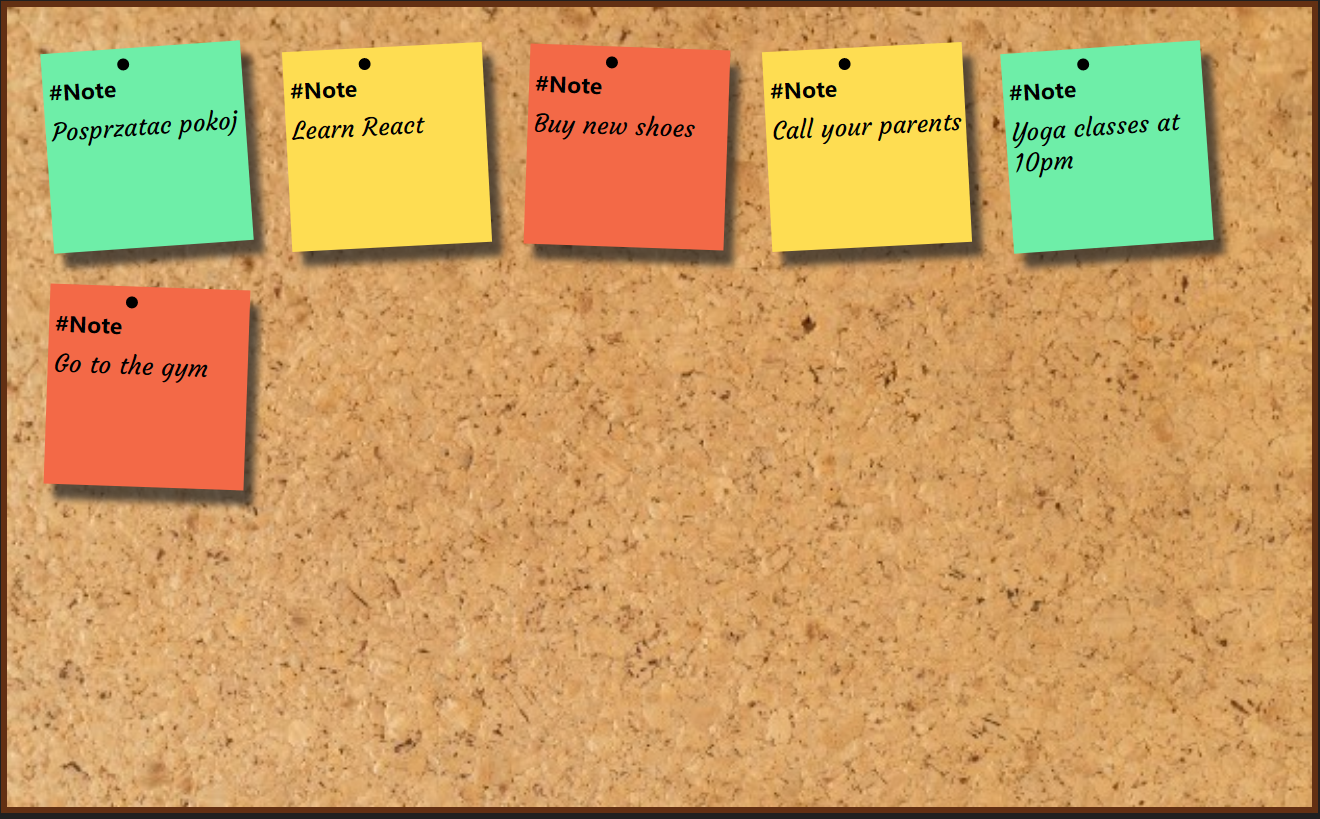 #Note
Posprzatac pokoj
#Note
Learn React
#Note
Buy new shoes
#Note
Call your parents
#Note
Yoga classes at
10pm
#Note
Go to the gym